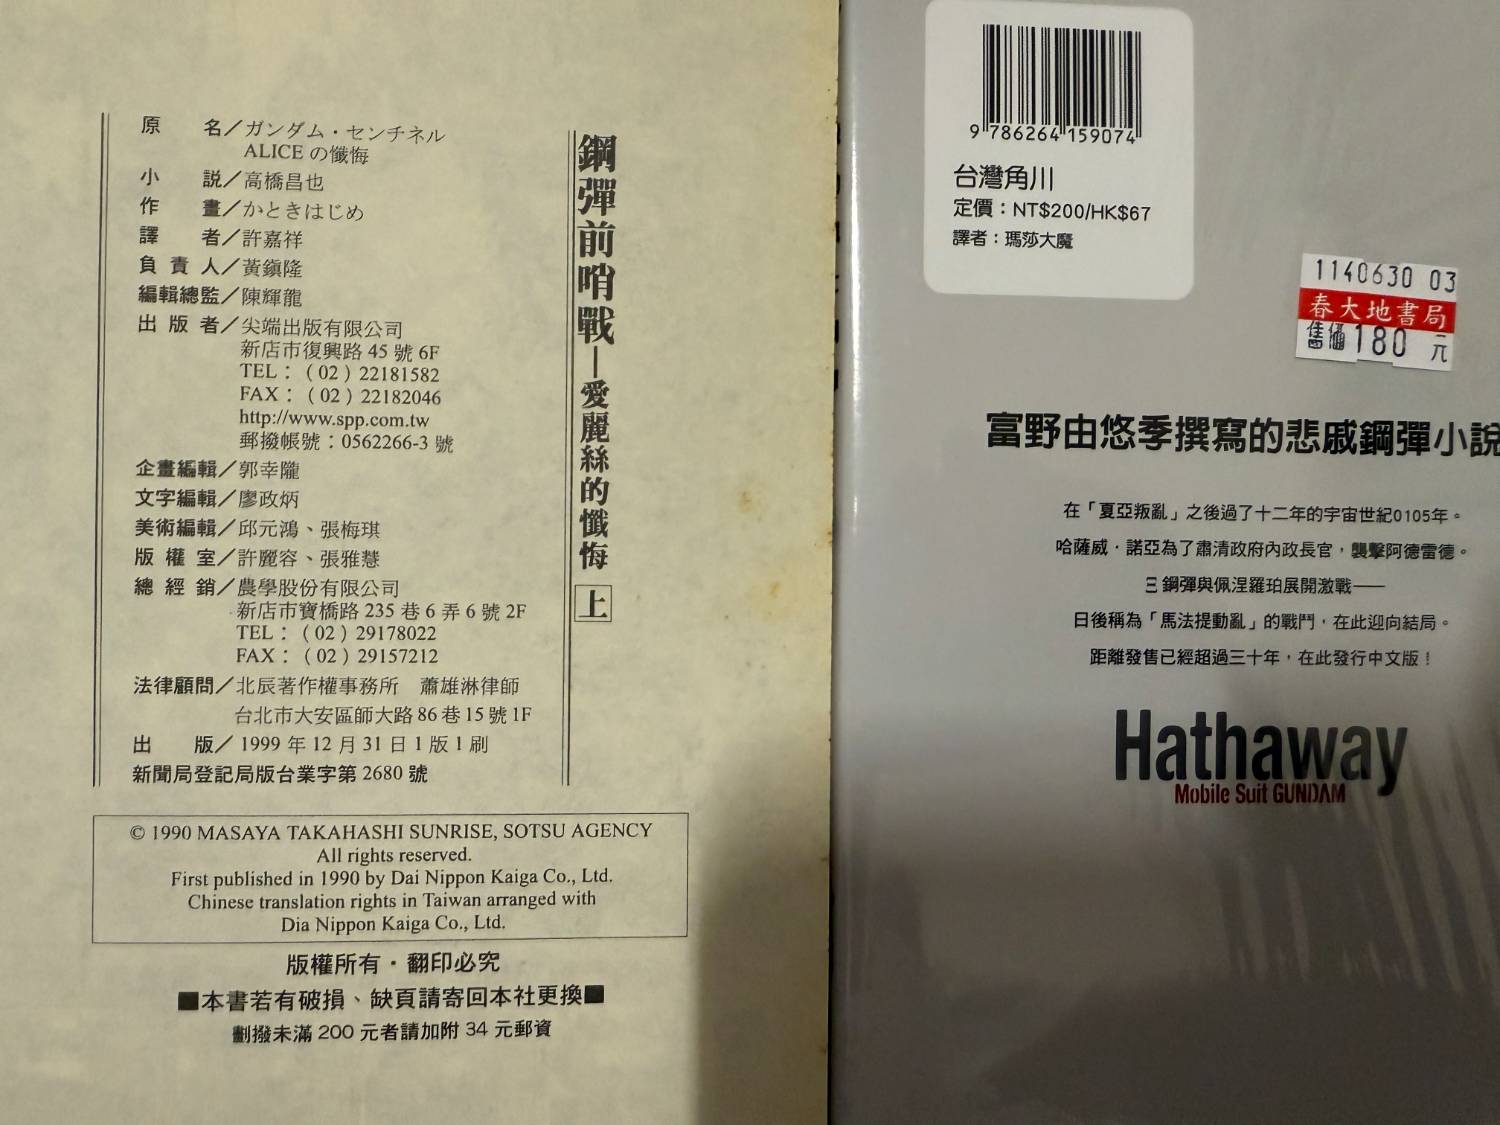 鋼彈前哨戰─愛麗絲的懺悔 上
原　　名／ガンダム・センチネル
ALICEの懺悔
小　　説／高橋昌也
作　　畫／かときはじめ
譯　　者／許嘉祥
負 責 人／黃鎭隆
編輯總監／陳輝龍
出 版 者／尖端出版有限公司
新店市復興路 45 號 6F
TEL：（02）22181582
FAX：（02）22182046
http://www.spp.com.tw
郵撥帳號：0562266-3 號
企畫編輯／郭幸隴
文字編輯／廖政炳
美術編輯／邱元鴻、張梅琪
版 權 室／許麗容、張雅慧
總 經 銷／農學股份有限公司
新店市寶橋路 235 巷 6 弄 6 號 2F
TEL：（02）29178022
FAX：（02）29157212
法律顧問／北辰著作權事務所　蕭雄淋律師
台北市大安區師大路 86 巷 15 號 1F
出　　版／1999 年 12 月 31 日 1 版 1 刷
新聞局登記局版台業字第 2680 號
© 1990 MASAYA TAKAHASHI SUNRISE, SOTSU AGENCY
All rights reserved.
First published in 1990 by Dai Nippon Kaiga Co., Ltd.
Chinese translation rights in Taiwan arranged with
Dia Nippon Kaiga Co., Ltd.
版權所有・翻印必究
■本書若有破損、缺頁請寄回本社更換■
劃撥未滿 200 元者請加附 34 元郵資
9 786264 159074
台灣角川
定價：NT$200/HK$67
譯者：瑪莎大魔
1140630 03
春大地書局
售價180 元
富野由悠季撰寫的悲戚鋼彈小說
在「夏亞叛亂」之後過了十二年的宇宙世紀0105年。
哈薩威・諾亞為了肅清政府內政長官，襲擊阿德雷德。
Ξ 鋼彈與佩涅羅珀展開激戰──
日後稱為「馬法提動亂」的戰鬥，在此迎向結局。
距離發售已經超過三十年，在此發行中文版！
Hathaway
Mobile Suit GUNDAM